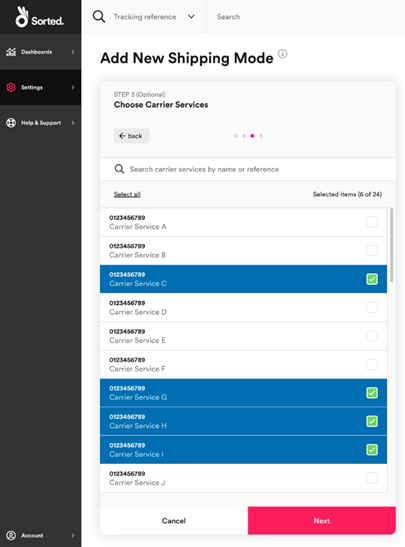 Sorted.
Tracking reference
Search
Dashboards
Settings
Help & Support
Account
Add New Shipping Mode
STEP 3 (Optional)
Choose Carrier Services
back
Search carrier services by name or reference
Select all
Selected items (6 of 24)
0123456789
Carrier Service A
0123456789
Carrier Service B
0123456789
Carrier Service C
0123456789
Carrier Service D
0123456789
Carrier Service E
0123456789
Carrier Service F
0123456789
Carrier Service G
0123456789
Carrier Service H
0123456789
Carrier Service I
0123456789
Carrier Service J
Cancel
Next